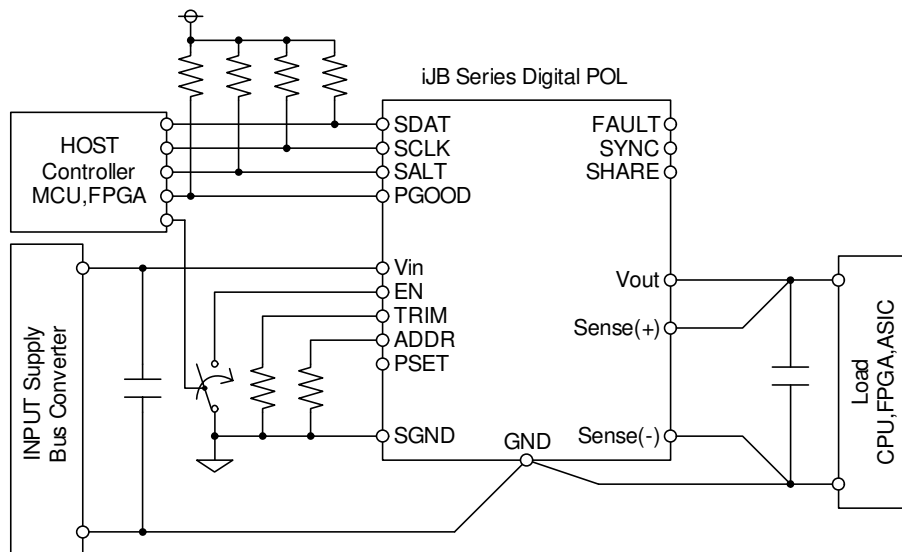 iJB Series Digital POL
HOST
Controller
MCU,FPGA
SDAT
SCLK
SALT
PGOOD
FAULT
SYNC
SHARE
INPUT Supply
Bus Converter
Vin
EN
TRIM
ADDR
PSET
SGND
GND
Vout
Sense(+)
Sense(-)
Load
CPU,FPGA,ASIC